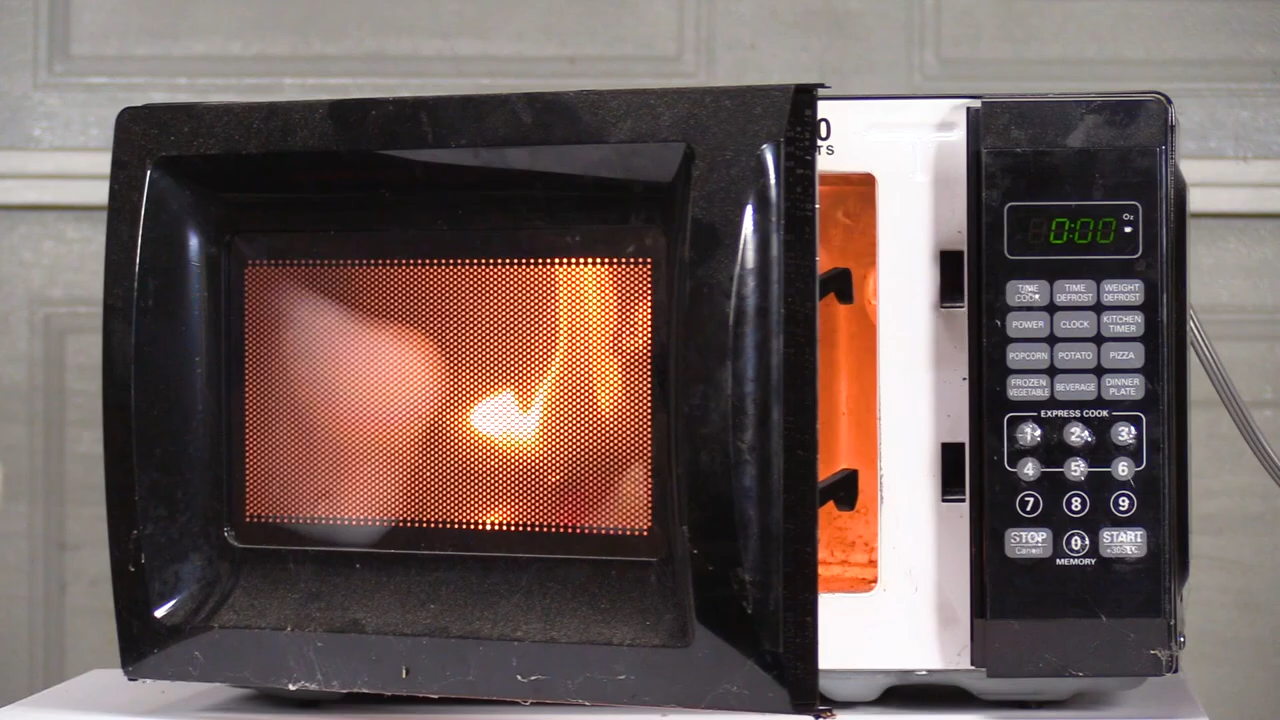 0
TS
0:00
Oz
TIME COOK
TIME DEFROST
WEIGHT DEFROST
POWER
CLOCK
KITCHEN TIMER
POPCORN
POTATO
PIZZA
FROZEN VEGETABLE
BEVERAGE
DINNER PLATE
EXPRESS COOK
1 2 3
4 5 6
7 8 9
STOP
Cancel
0
START
+30SEC
MEMORY